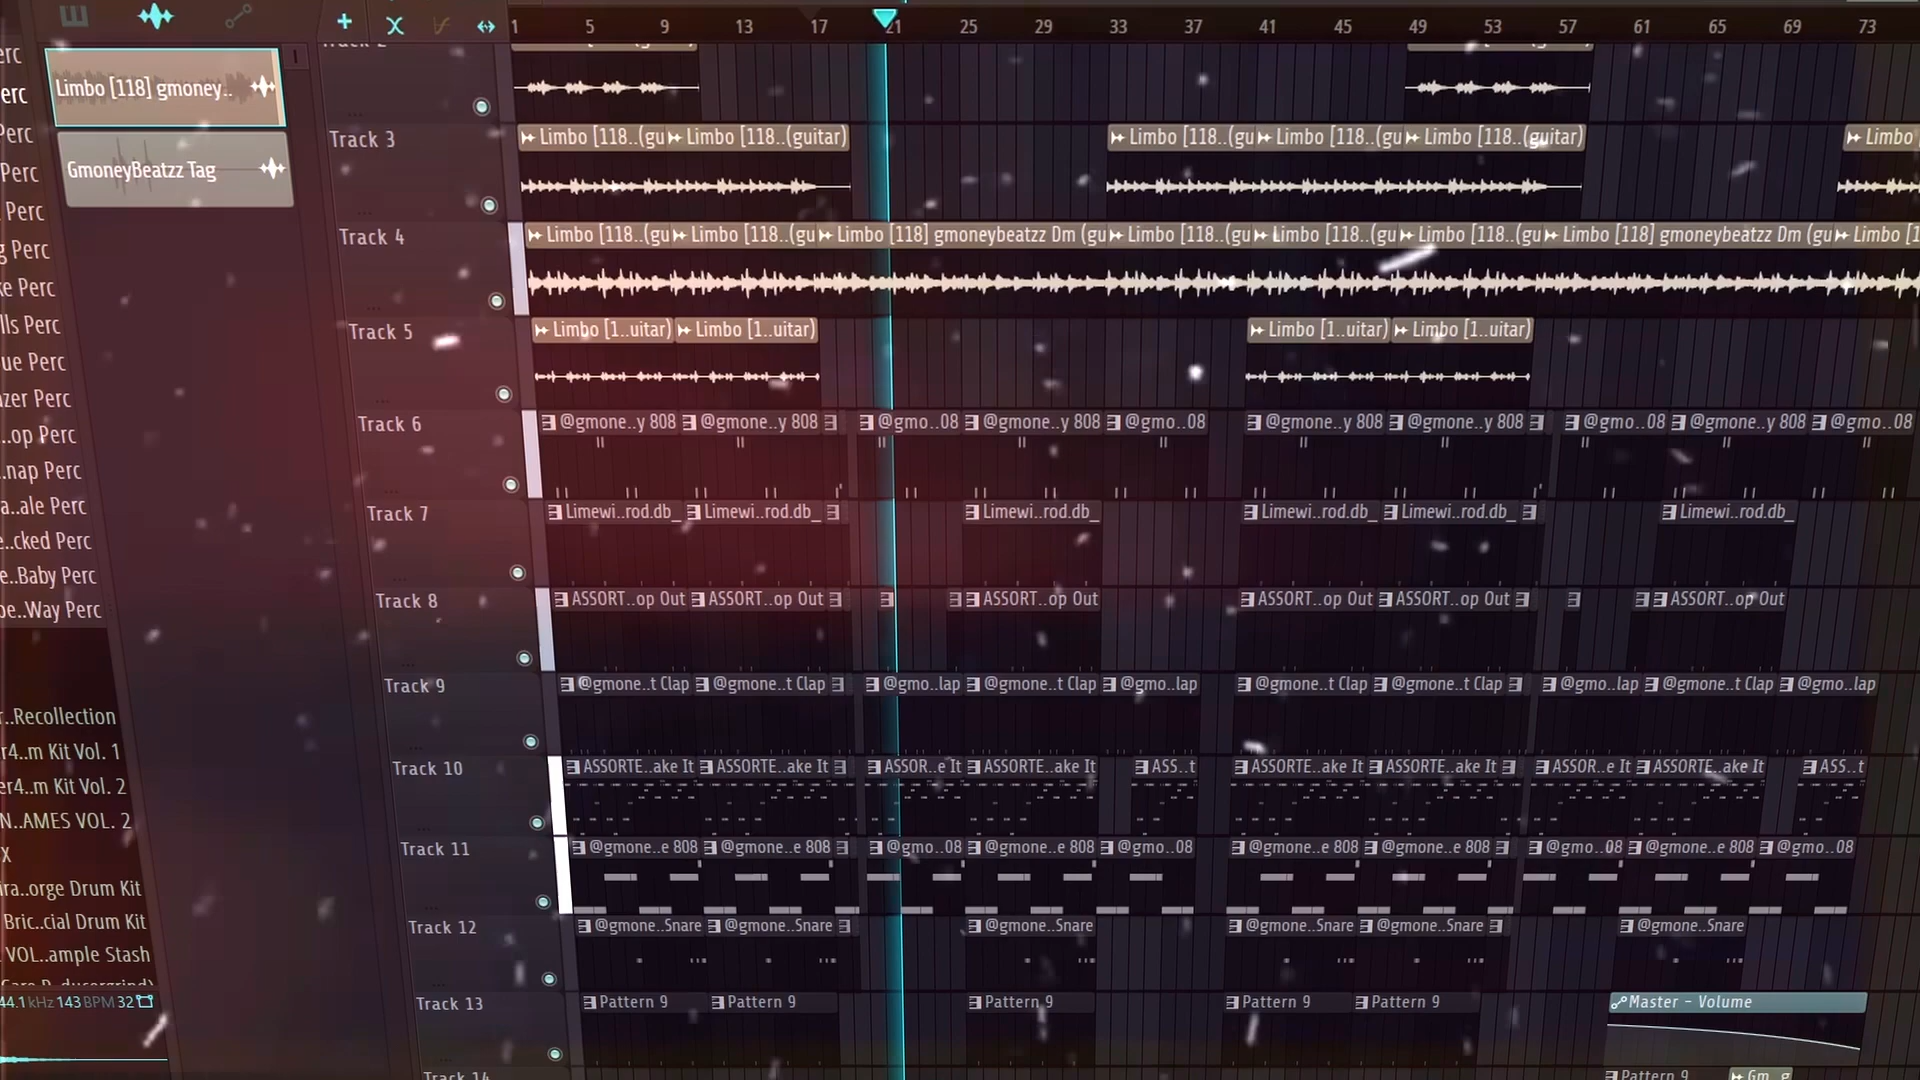 1 5 9 13 17 21 25 29 33 37 41 45 49 53 57 61 65 69 73
Limbo [118] gmoney..
GmoneyBeatzz Tag
erc
erc
Perc
Perc
Perc
g Perc
ke Perc
lls Perc
ue Perc
azer Perc
..op Perc
..nap Perc
a..ale Perc
e..cked Perc
e..Baby Perc
pe..Way Perc
r..Recollection
er4..m Kit Vol. 1
er4..m Kit Vol. 2
N..AMES VOL. 2
X
ira..orge Drum Kit
Bric..cial Drum Kit
VOL..ample Stash
44.1 kHz 143 BPM 32
Track 2
(guitar) (guitar)
Track 3
Limbo [118..(gu Limbo [118..(guitar) Limbo [118..(gu Limbo [118..(gu Limbo [118..(guitar) Limbo
Track 4
Limbo [118..(gu Limbo [118..(gu Limbo [118] gmoneybeatzz Dm (gu Limbo [118..(gu Limbo [118..(gu Limbo [118..(gu Limbo [118] gmoneybeatzz Dm (gu Limbo [1
Track 5
Limbo [1..uitar) Limbo [1..uitar) Limbo [1..uitar) Limbo [1..uitar)
Track 6
@gmone..y 808 @gmone..y 808 @gmo..08 @gmone..y 808 @gmo..08 @gmone..y 808 @gmone..y 808 @gmo..08 @gmone..y 808 @gmo..08
Track 7
Limewi..rod.db_ Limewi..rod.db_ Limewi..rod.db_ Limewi..rod.db_ Limewi..rod.db_ Limewi..rod.db_
Track 8
ASSORT..op Out ASSORT..op Out ASSORT..op Out ASSORT..op Out ASSORT..op Out ASSORT..op Out
Track 9
@gmone..t Clap @gmone..t Clap @gmo..lap @gmone..t Clap @gmo..lap @gmone..t Clap @gmone..t Clap @gmo..lap @gmone..t Clap @gmo..lap
Track 10
ASSORTE..ake It ASSORTE..ake It ASSOR..e It ASSORTE..ake It ASS..t ASSORTE..ake It ASSORTE..ake It ASSOR..e It ASSORTE..ake It ASS..t
Track 11
@gmone..e 808 @gmone..e 808 @gmo..08 @gmone..e 808 @gmo..08 @gmone..e 808 @gmone..e 808 @gmo..08 @gmone..e 808 @gmo..08
Track 12
@gmone..Snare @gmone..Snare @gmone..Snare @gmone..Snare @gmone..Snare @gmone..Snare
Track 13
Pattern 9 Pattern 9 Pattern 9 Pattern 9 Pattern 9 Master - Volume
Track 14
Pattern 9 Gm..g